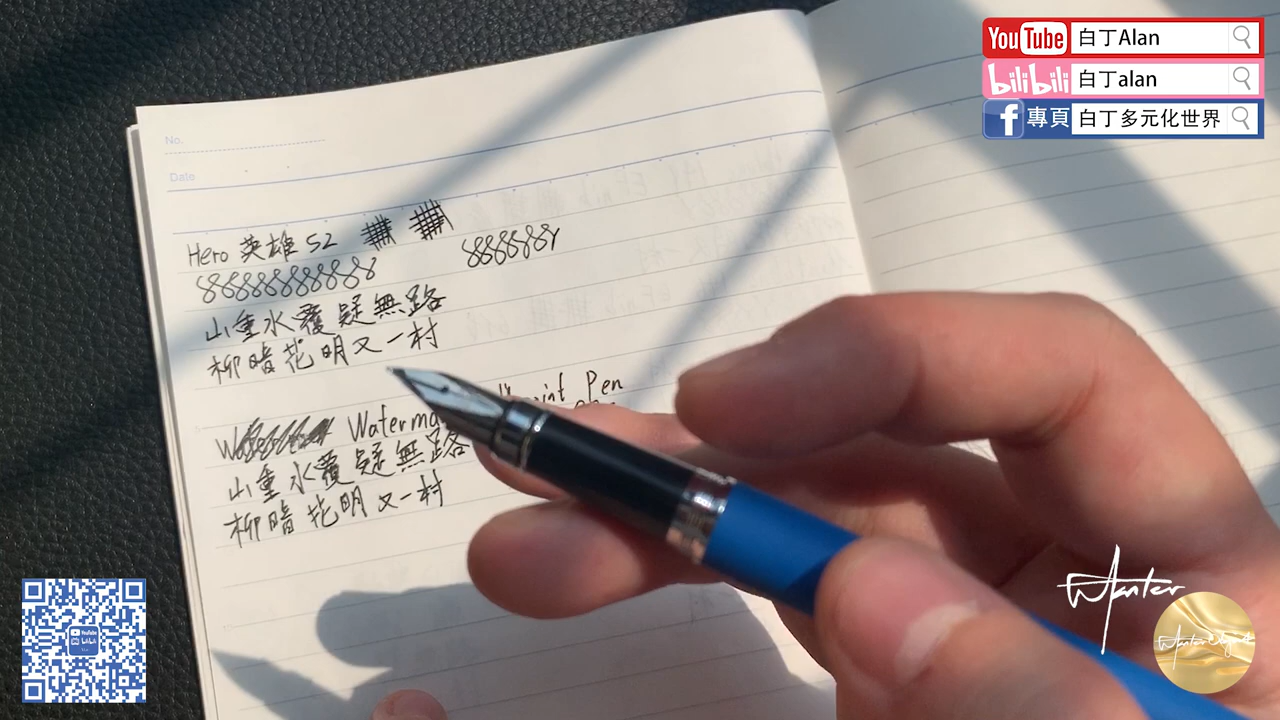 YouTube 白丁Alan
bilibili 白丁alan
f 專頁 白丁多元化世界
No.
Date
Hero 英雄 52
山重水覆疑無路
柳暗花明又一村
Pen
山重水覆疑無路
柳暗花明又一村
Wanter